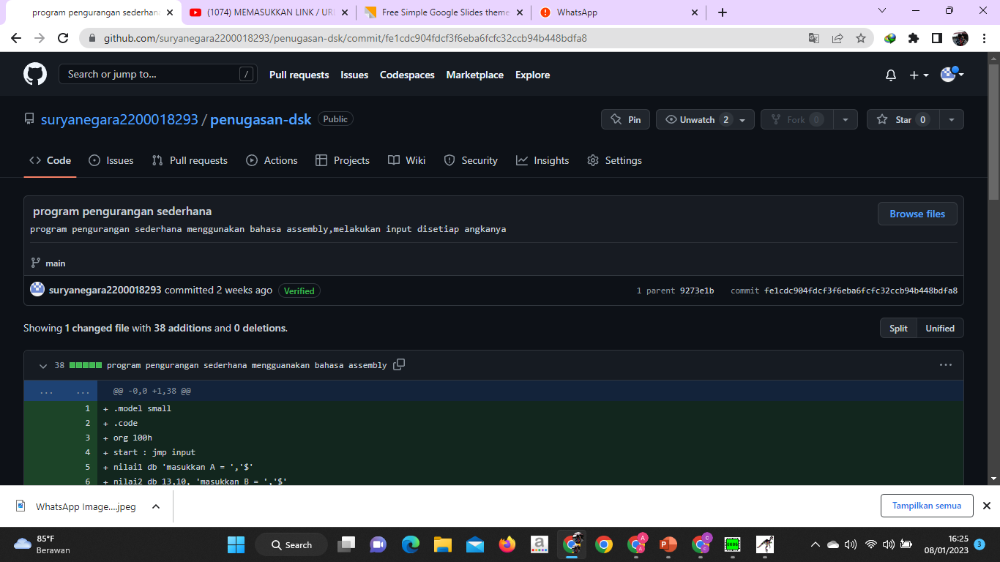 program pengurangan sederhana
(1074) MEMASUKKAN LINK / URL
Free Simple Google Slides theme
WhatsApp
github.com/suryanegara2200018293/penugasan-dsk/commit/fe1cdc904fdcf3f6eba6fcfc32ccb94b448bdfa8
Search or jump to... /
Pull requests Issues Codespaces Marketplace Explore
suryanegara2200018293 / penugasan-dsk Public
Pin Unwatch 2 Fork 0 Star 0
Code Issues Pull requests Actions Projects Wiki Security Insights Settings
program pengurangan sederhana
Browse files
program pengurangan sederhana menggunakan bahasa assembly,melakukan input disetiap angkanya
main
suryanegara2200018293 committed 2 weeks ago Verified
1 parent 9273e1b commit fe1cdc904fdcf3f6eba6fcfc32ccb94b448bdfa8
Showing 1 changed file with 38 additions and 0 deletions.
Split Unified
38 program pengurangan sederhana mengguanakan bahasa assembly
... ... @@ -0,0 +1,38 @@
1 + .model small
2 + .code
3 + org 100h
4 + start : jmp input
5 + nilai1 db 'masukkan A = ','$'
6 + nilai2 db 13,10, 'masukkan B = ','$'
WhatsApp Image....jpeg
Tampilkan semua
85°F
Berawan
Search
a
A
A
P
C
C
8086
16:25
08/01/2023
3